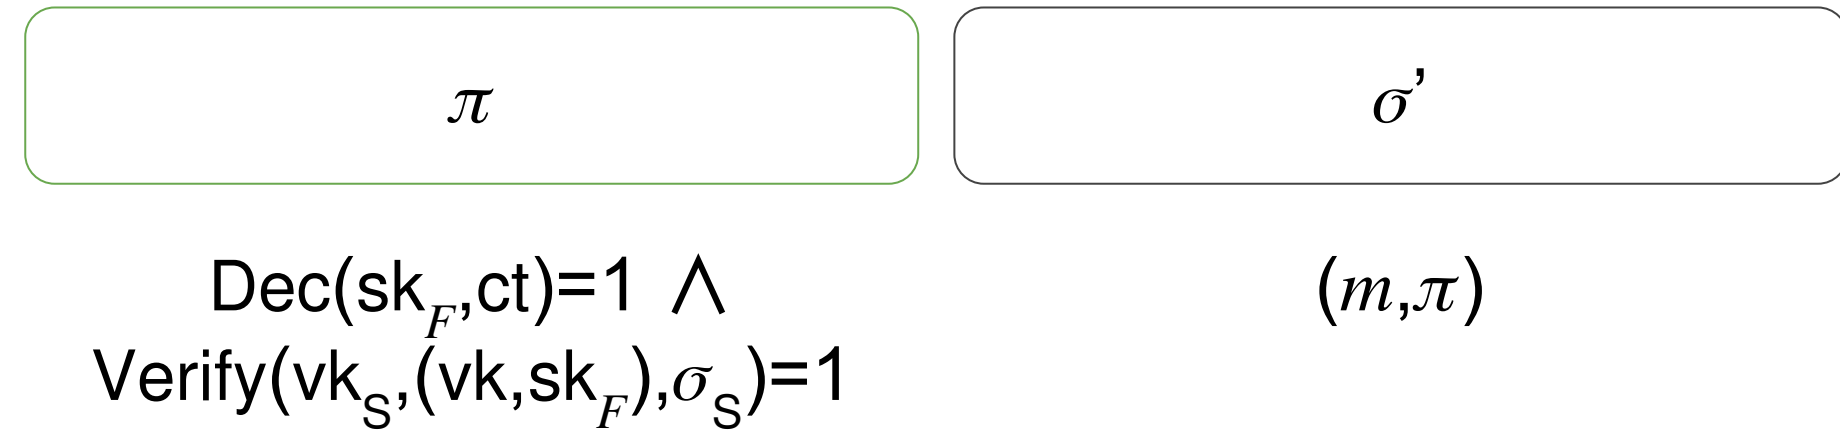 π
σ’
Dec(sk_F,ct)=1 ∧
Verify(vk_S,(vk,sk_F),σ_S)=1
(m,π)